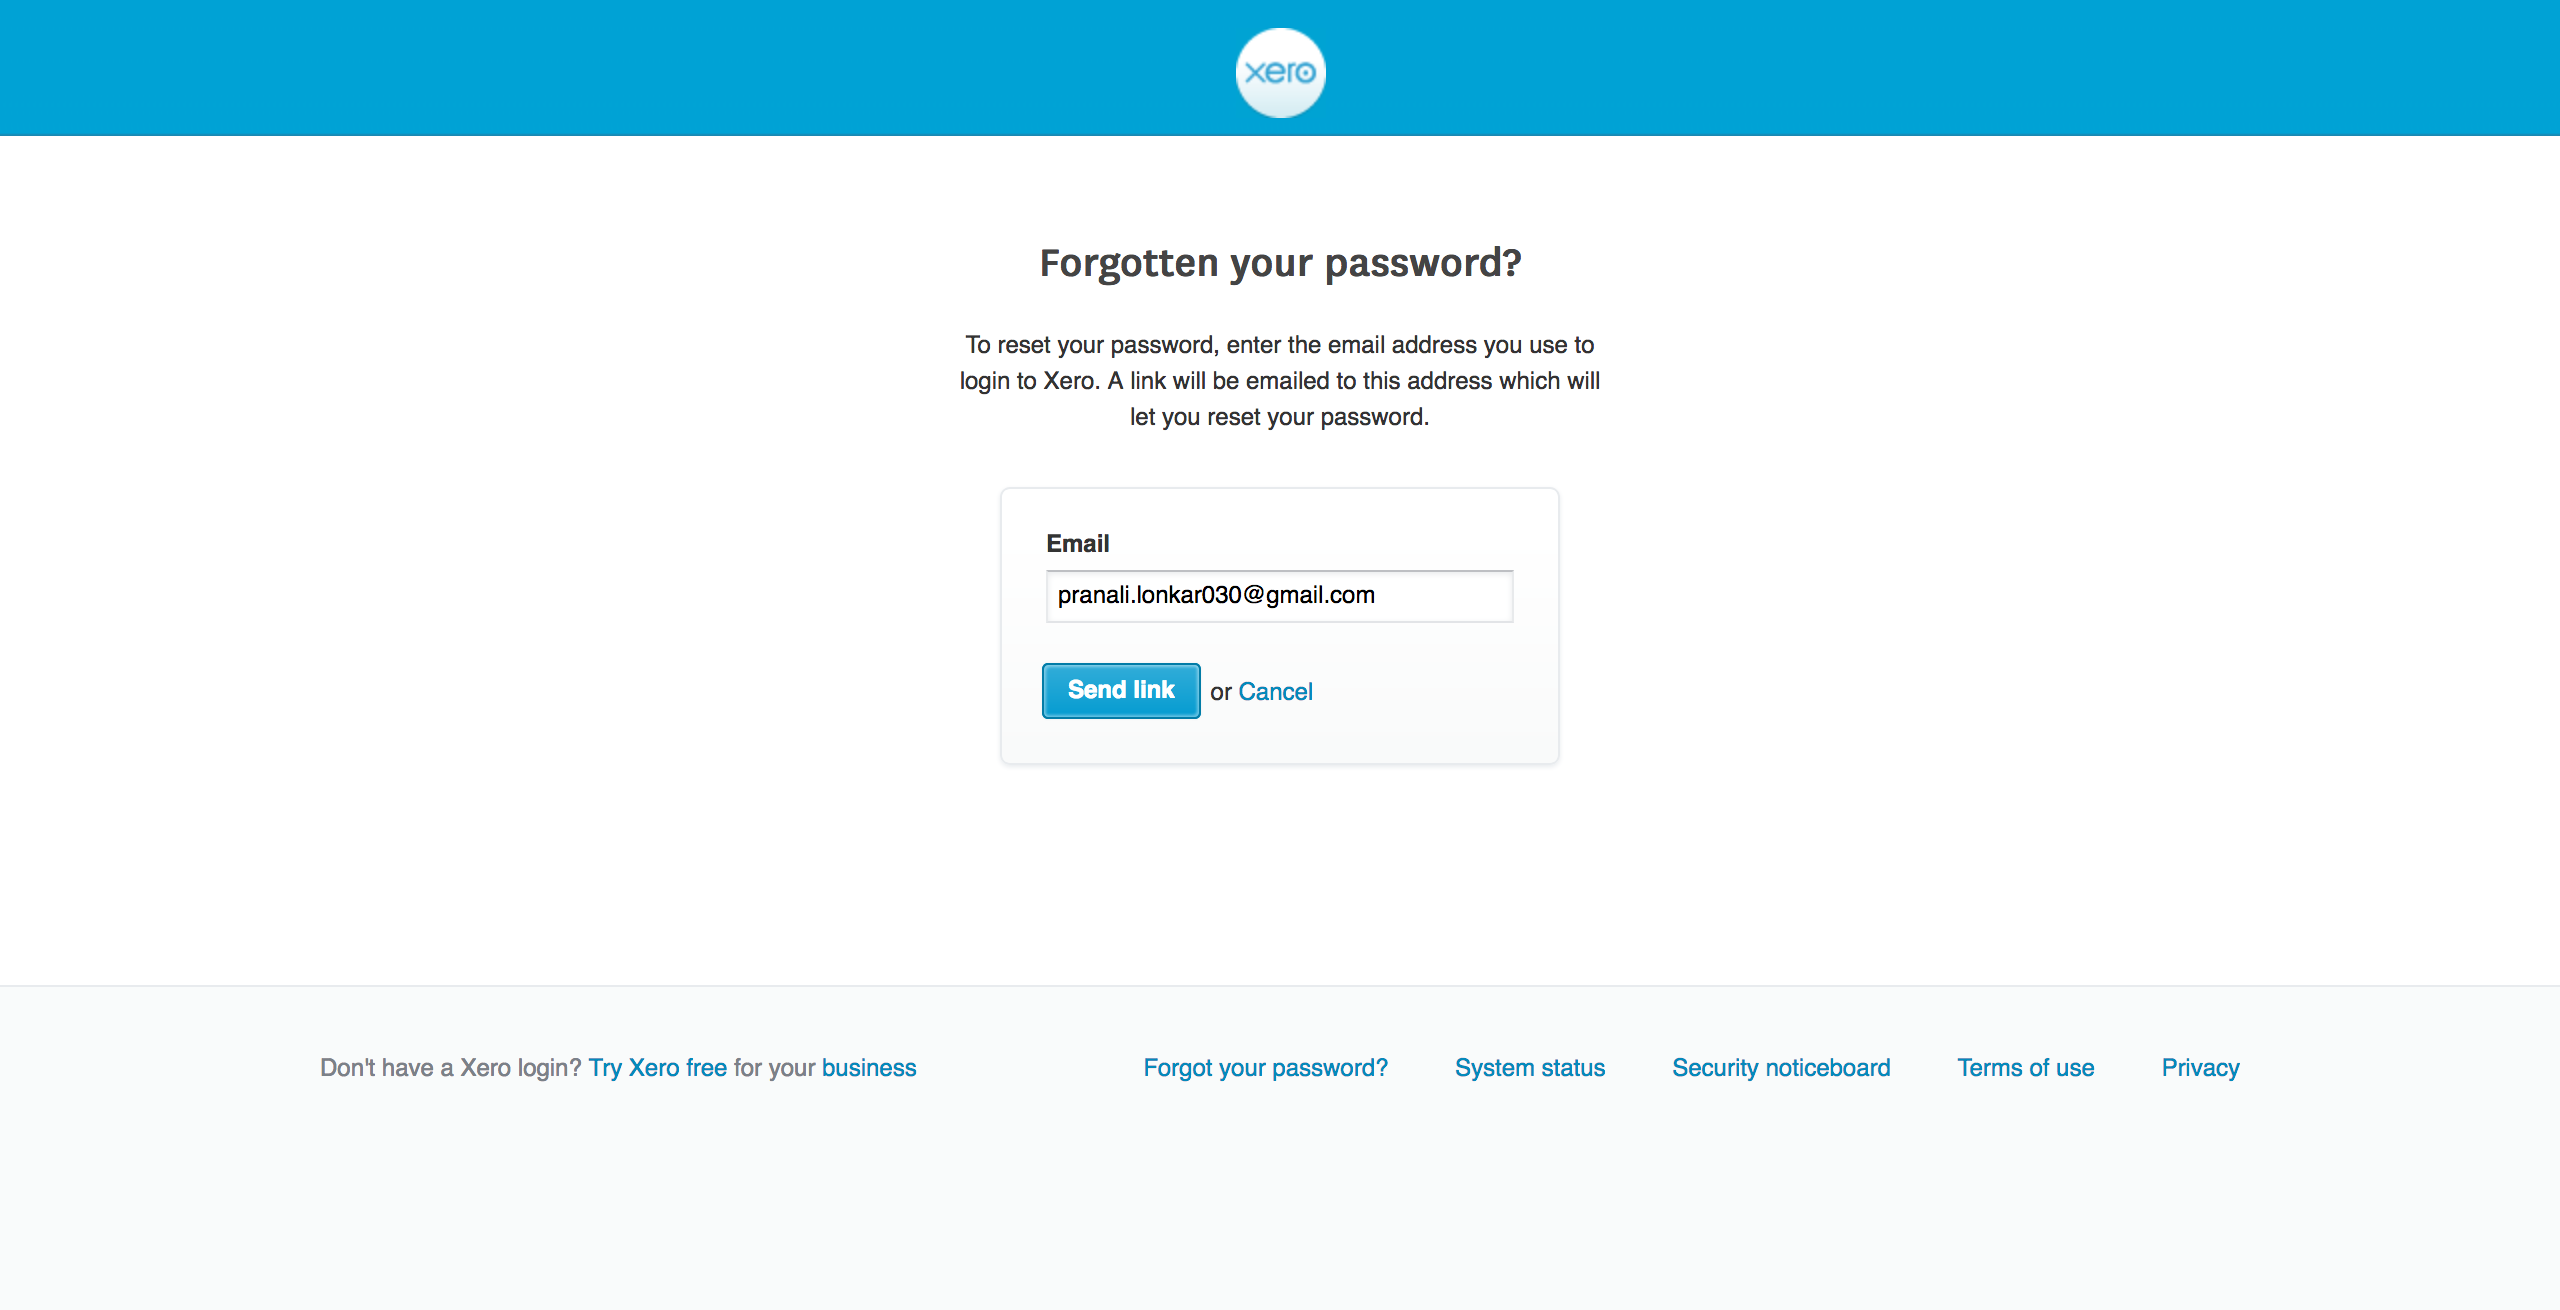 xero
Forgotten your password?
To reset your password, enter the email address you use to
login to Xero. A link will be emailed to this address which will
let you reset your password.
Email
pranali.lonkar030@gmail.com
Send link or Cancel
Don't have a Xero login? Try Xero free for your business
Forgot your password? System status Security noticeboard Terms of use Privacy